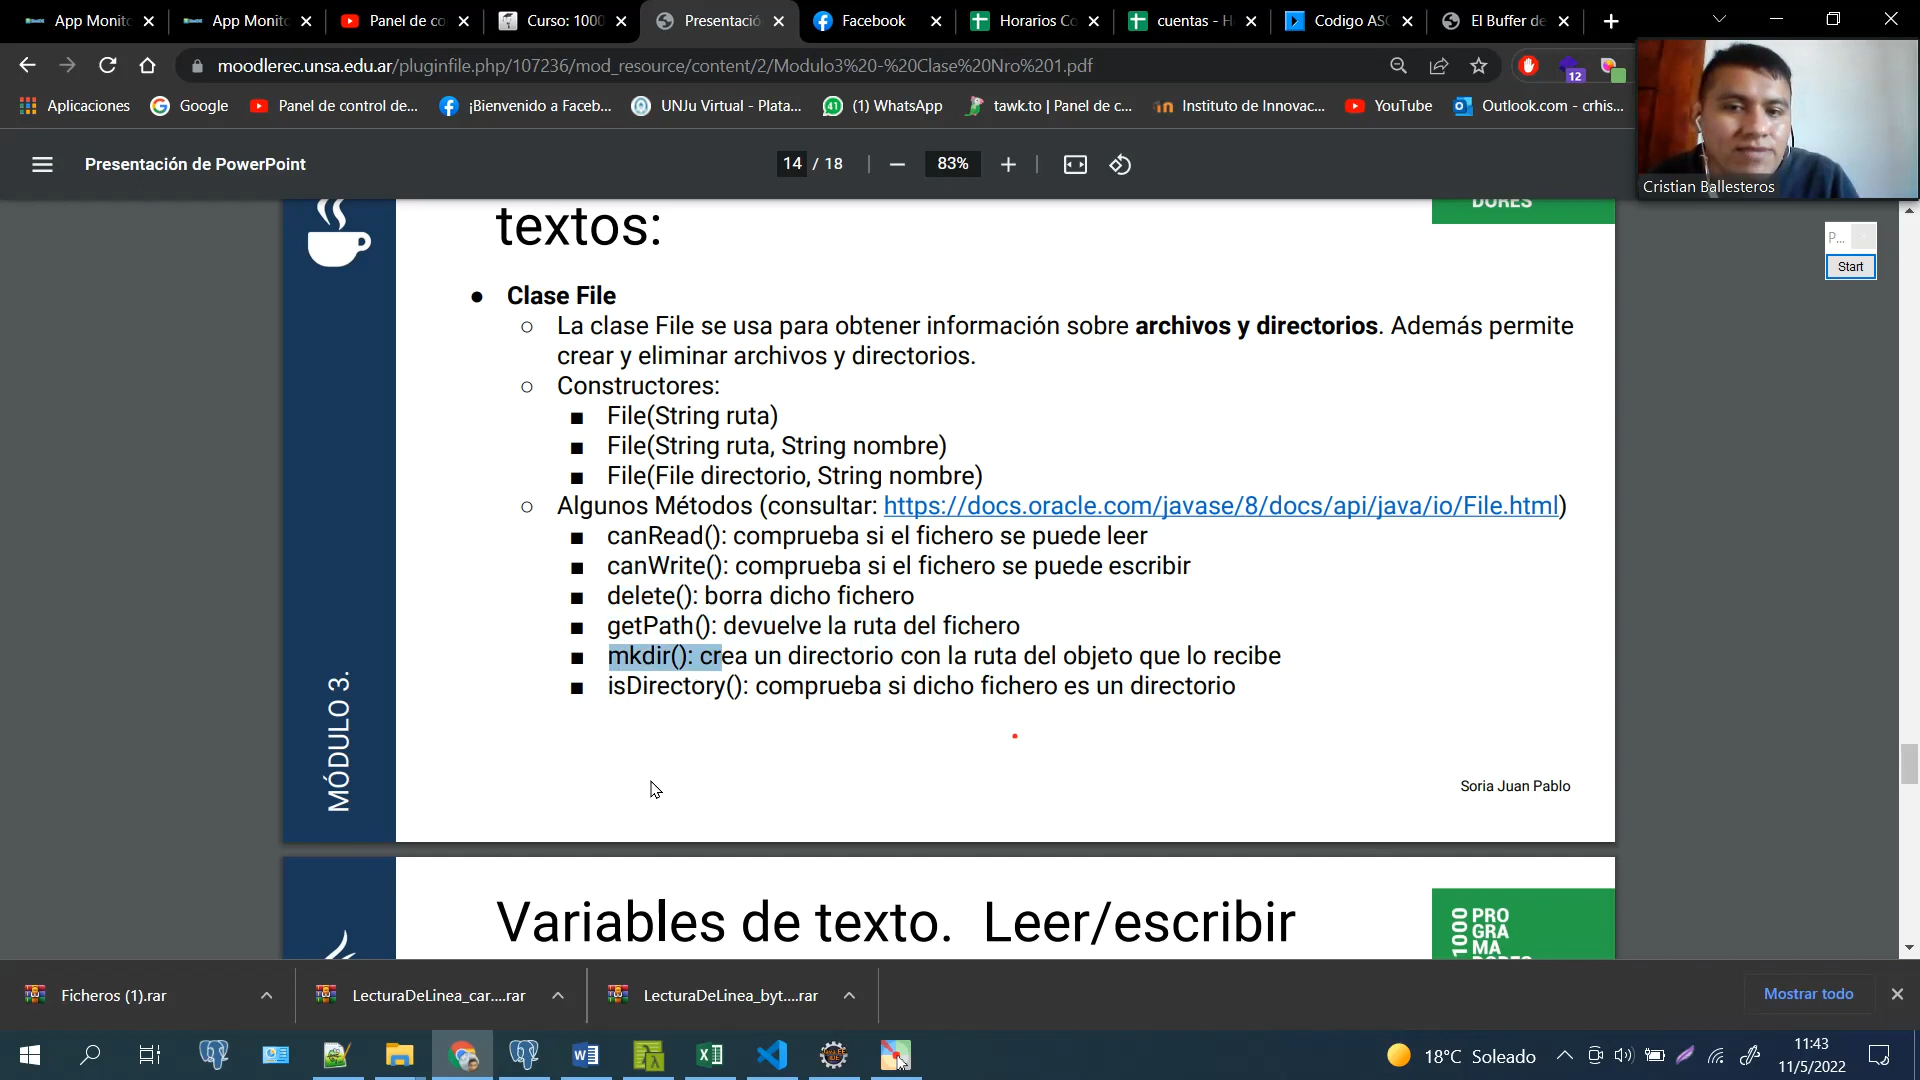 App Monito
App Monito
Panel de co
Curso: 1000
Presentació
Facebook
Horarios Co
cuentas - H
Codigo ASC
El Buffer de
moodlerec.unsa.edu.ar/pluginfile.php/107236/mod_resource/content/2/Modulo3%20-%20Clase%20Nro%201.pdf
12
Aplicaciones
Google
Panel de control de...
¡Bienvenido a Faceb...
UNJu Virtual - Plata...
41
(1) WhatsApp
tawk.to | Panel de c...
Instituto de Innovac...
YouTube
Outlook.com - crhis...
Presentación de PowerPoint
14 / 18
83%
Cristian Ballesteros
P...
Start
DORES
textos:
● Clase File
○ La clase File se usa para obtener información sobre archivos y directorios. Además permite
crear y eliminar archivos y directorios.
○ Constructores:
■ File(String ruta)
■ File(String ruta, String nombre)
■ File(File directorio, String nombre)
○ Algunos Métodos (consultar: https://docs.oracle.com/javase/8/docs/api/java/io/File.html)
■ canRead(): comprueba si el fichero se puede leer
■ canWrite(): comprueba si el fichero se puede escribir
■ delete(): borra dicho fichero
■ getPath(): devuelve la ruta del fichero
■ mkdir(): crea un directorio con la ruta del objeto que lo recibe
■ isDirectory(): comprueba si dicho fichero es un directorio
MÓDULO 3.
Soria Juan Pablo
Variables de texto. Leer/escribir
1000
PRO
GRA
MA
DORES
Ficheros (1).rar
LecturaDeLinea_car....rar
LecturaDeLinea_byt....rar
Mostrar todo
18°C Soleado
11:43
11/5/2022